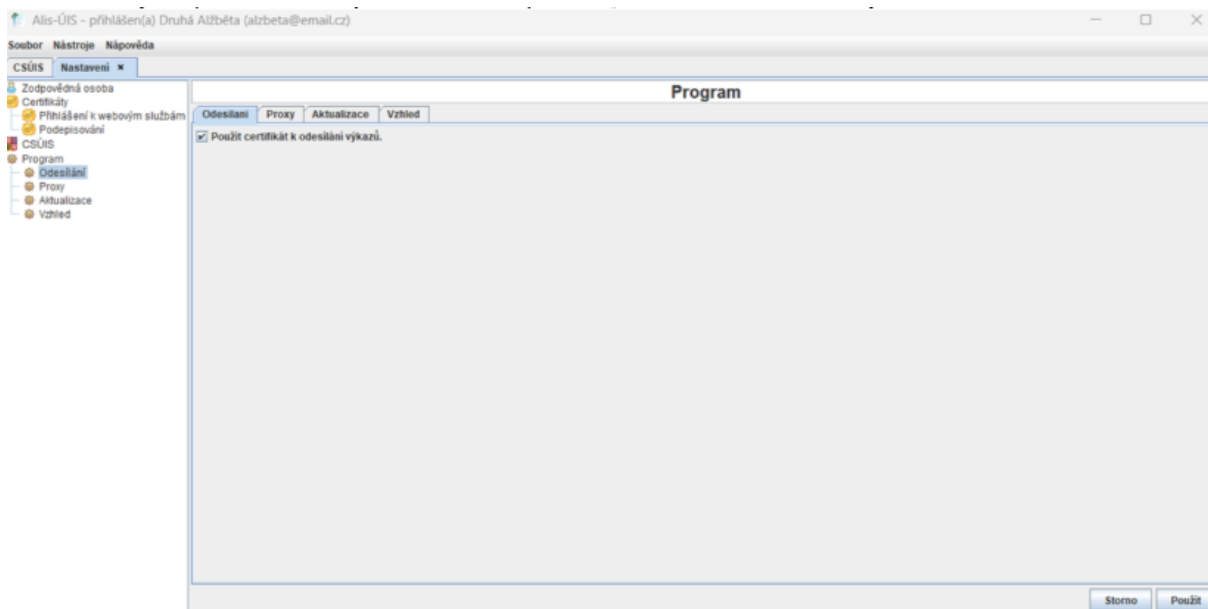 Alis-ÚIS - přihlášen(a) Druhá Alžběta (alzbeta@email.cz)
Soubor Nástroje Nápověda
CSÚIS Nastavení ×
Zodpovědná osoba
Certifikáty
Přihlášení k webovým službám
Podepisování
CSÚIS
Program
Odesílání
Proxy
Aktualizace
Vzhled
Program
Odesílání Proxy Aktualizace Vzhled
Použít certifikát k odesílání výkazů.
Storno Použít